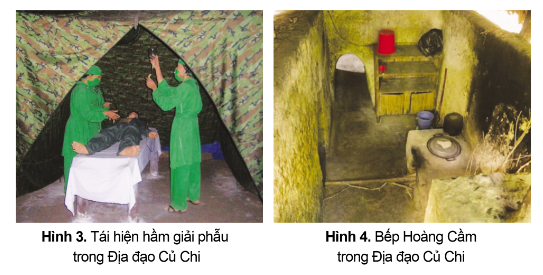 Hình 3. Tái hiện hầm giải phẫu
trong Địa đạo Củ Chi
Hình 4. Bếp Hoàng Cầm
trong Địa đạo Củ Chi